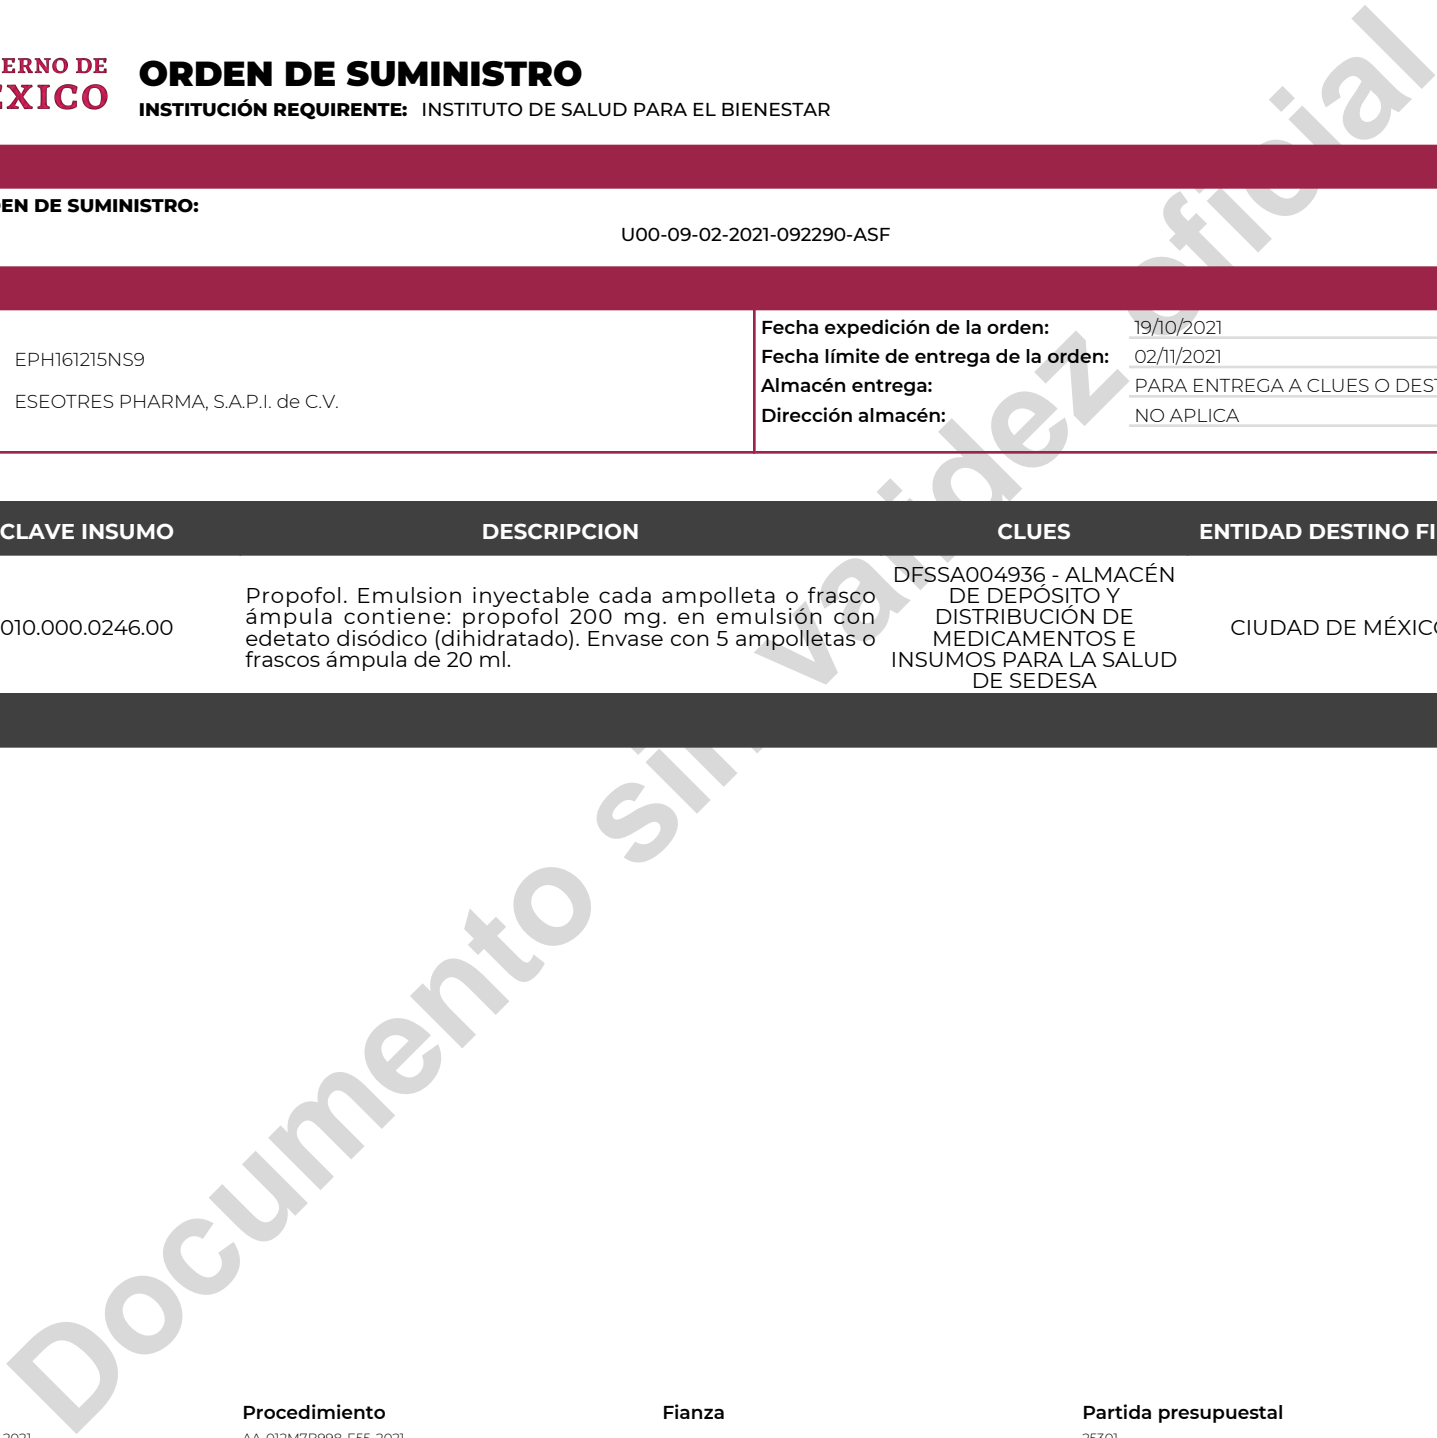 ERNO DE
ÉXICO
ORDEN DE SUMINISTRO
INSTITUCIÓN REQUIRENTE: INSTITUTO DE SALUD PARA EL BIENESTAR
EN DE SUMINISTRO:
U00-09-02-2021-092290-ASF
EPH161215NS9
ESEOTRES PHARMA, S.A.P.I. de C.V.
Fecha expedición de la orden: 19/10/2021
Fecha límite de entrega de la orden: 02/11/2021
Almacén entrega: PARA ENTREGA A CLUES O DEST
Dirección almacén: NO APLICA
CLAVE INSUMO DESCRIPCION CLUES ENTIDAD DESTINO FI
010.000.0246.00
Propofol. Emulsion inyectable cada ampolleta o frasco
ámpula contiene: propofol 200 mg. en emulsión con
edetato disódico (dihidratado). Envase con 5 ampolletas o
frascos ámpula de 20 ml.
DFSSA004936 - ALMACÉN
DE DEPÓSITO Y
DISTRIBUCIÓN DE
MEDICAMENTOS E
INSUMOS PARA LA SALUD
DE SEDESA
CIUDAD DE MÉXICO
Documento sin validez oficial
Procedimiento Fianza Partida presupuestal